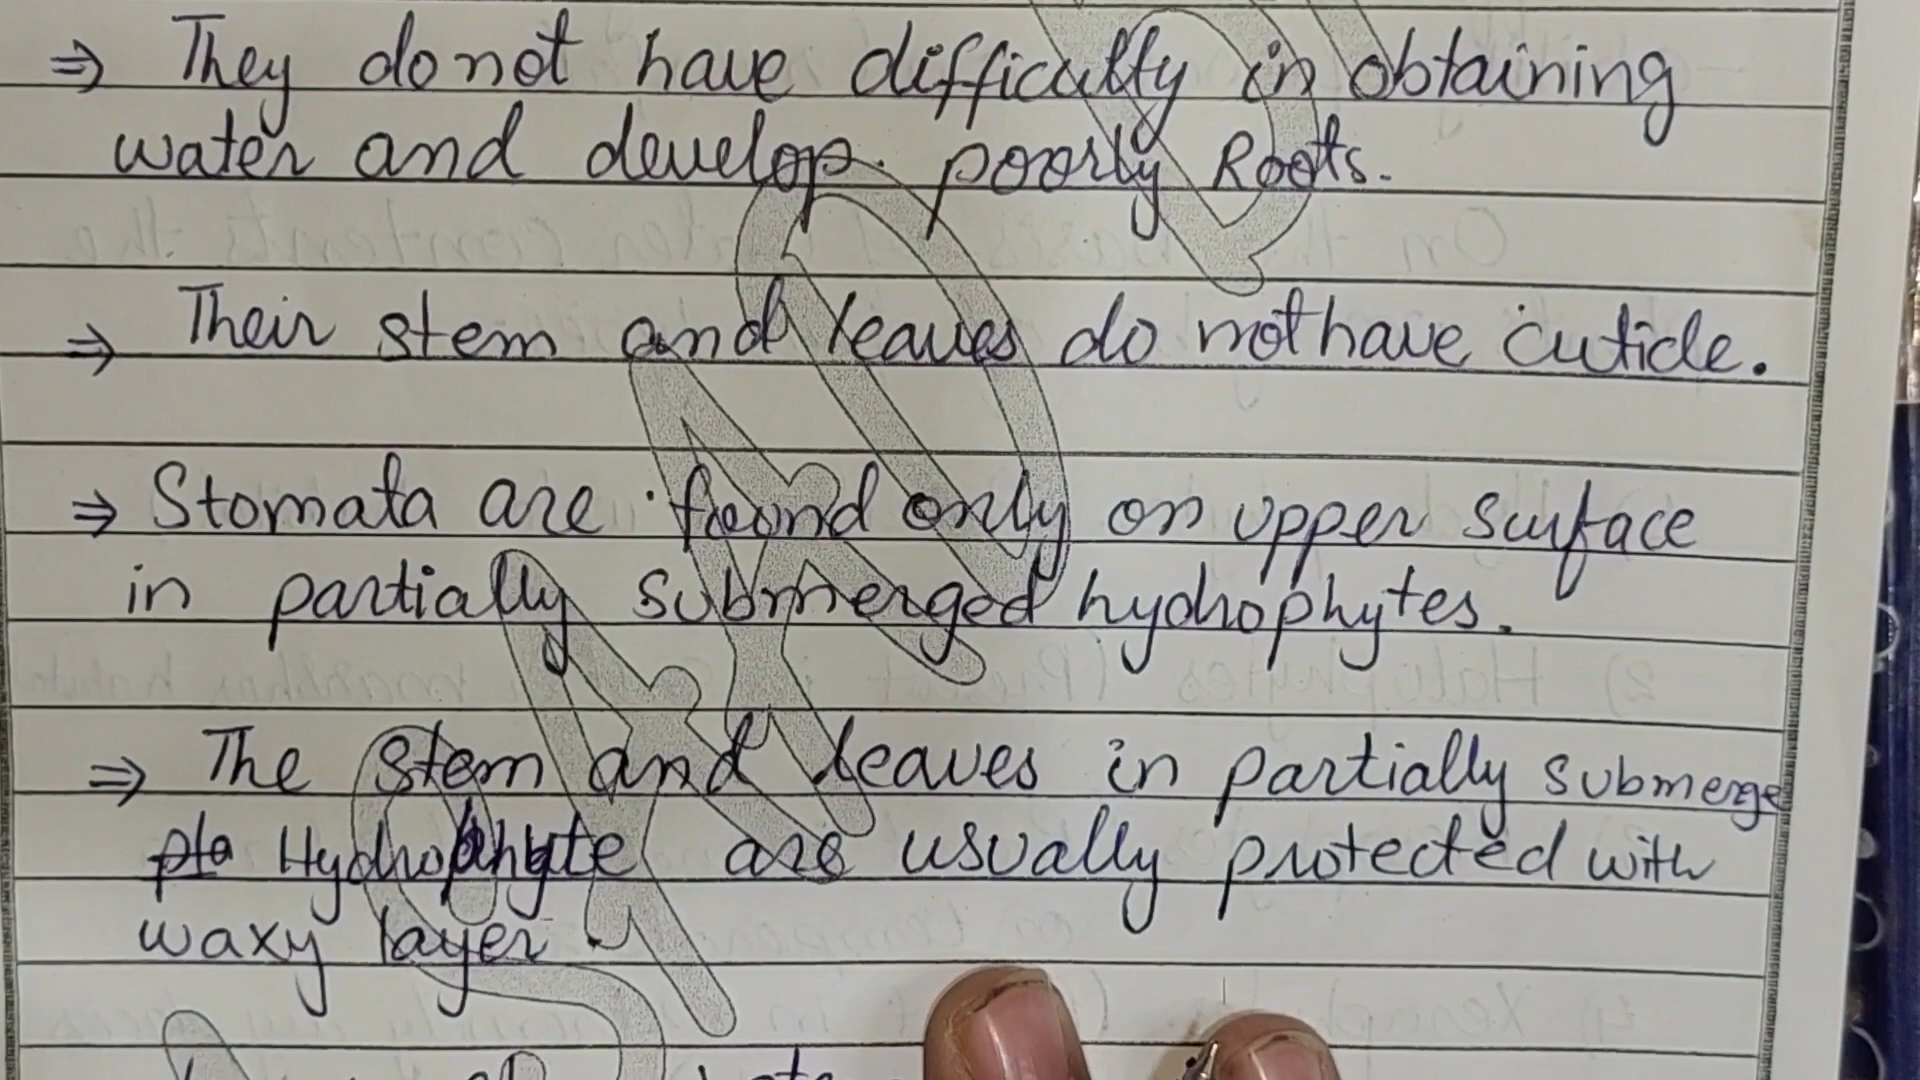 ⇒ They do not have difficulty in obtaining
water and develop. poorly Roots.
⇒ Their stem and leaves do not have cuticle.
⇒ Stomata are found only on upper surface
in partially submerged hydrophytes.
⇒ The stem and leaves in partially submerge
Hydrophyte are usually protected with
waxy layer.